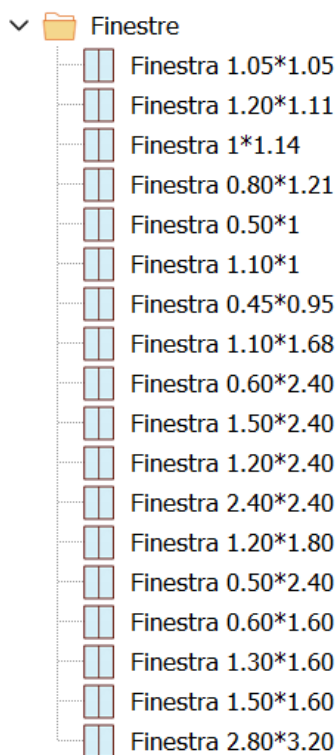 Finestre
Finestra 1.05*1.05
Finestra 1.20*1.11
Finestra 1*1.14
Finestra 0.80*1.21
Finestra 0.50*1
Finestra 1.10*1
Finestra 0.45*0.95
Finestra 1.10*1.68
Finestra 0.60*2.40
Finestra 1.50*2.40
Finestra 1.20*2.40
Finestra 2.40*2.40
Finestra 1.20*1.80
Finestra 0.50*2.40
Finestra 0.60*1.60
Finestra 1.30*1.60
Finestra 1.50*1.60
Finestra 2.80*3.20